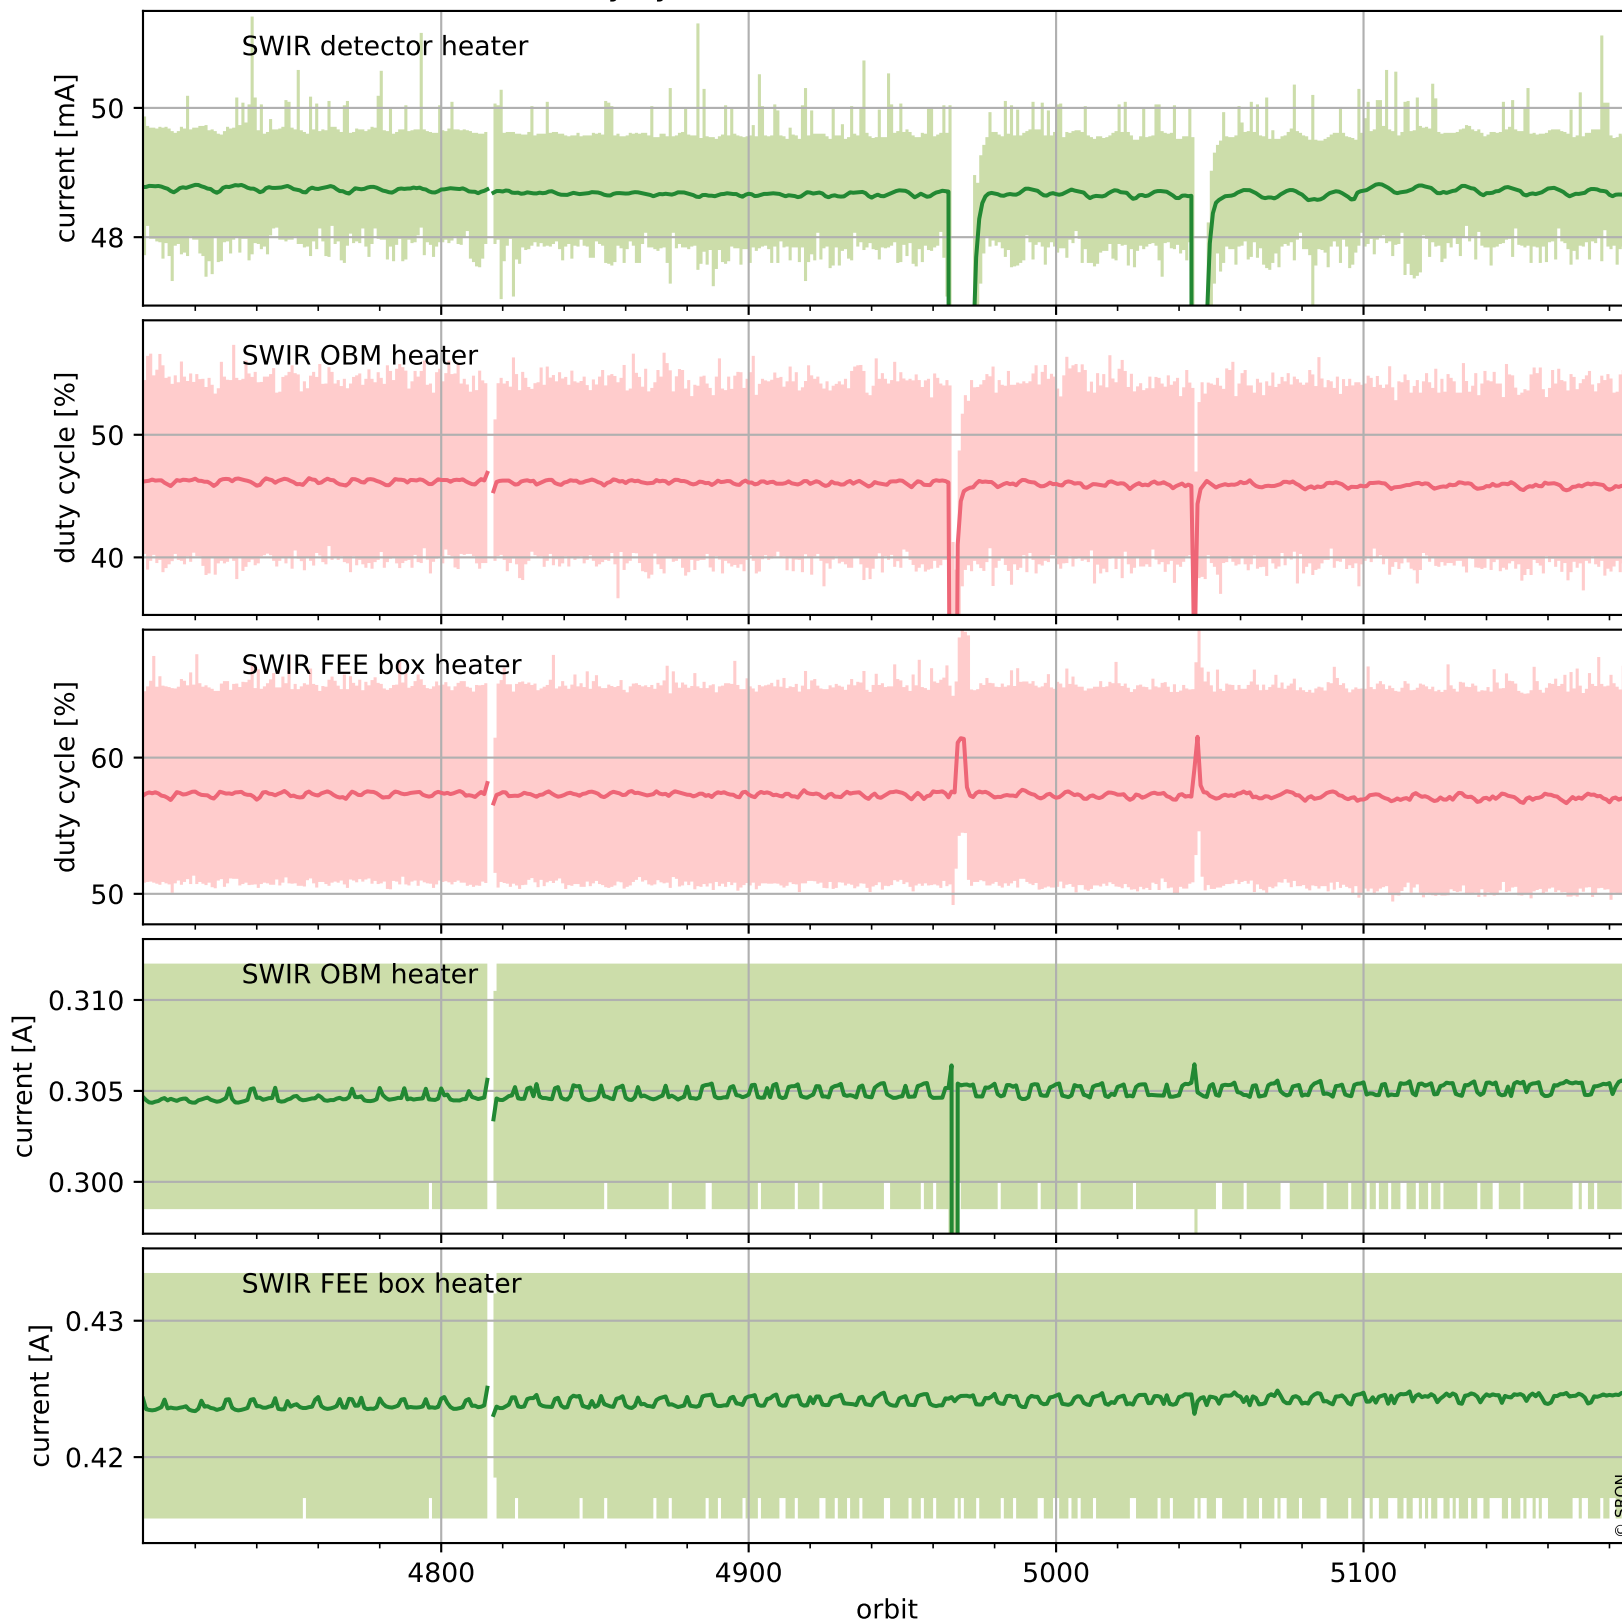 SWIR detector heater
current [mA]
50
48
SWIR OBM heater
duty cycle [%]
50
40
SWIR FEE box heater
duty cycle [%]
60
50
SWIR OBM heater
current [A]
0.310
0.305
0.300
SWIR FEE box heater
current [A]
0.43
0.42
© SRON
4800
4900
5000
5100
orbit